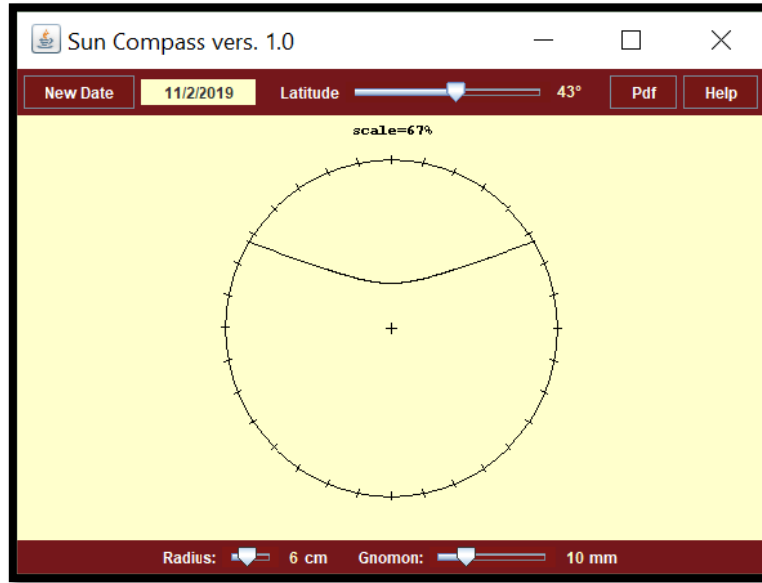 Sun Compass vers. 1.0
New Date 11/2/2019 Latitude 43° Pdf Help
scale=67%
Radius: 6 cm Gnomon: 10 mm